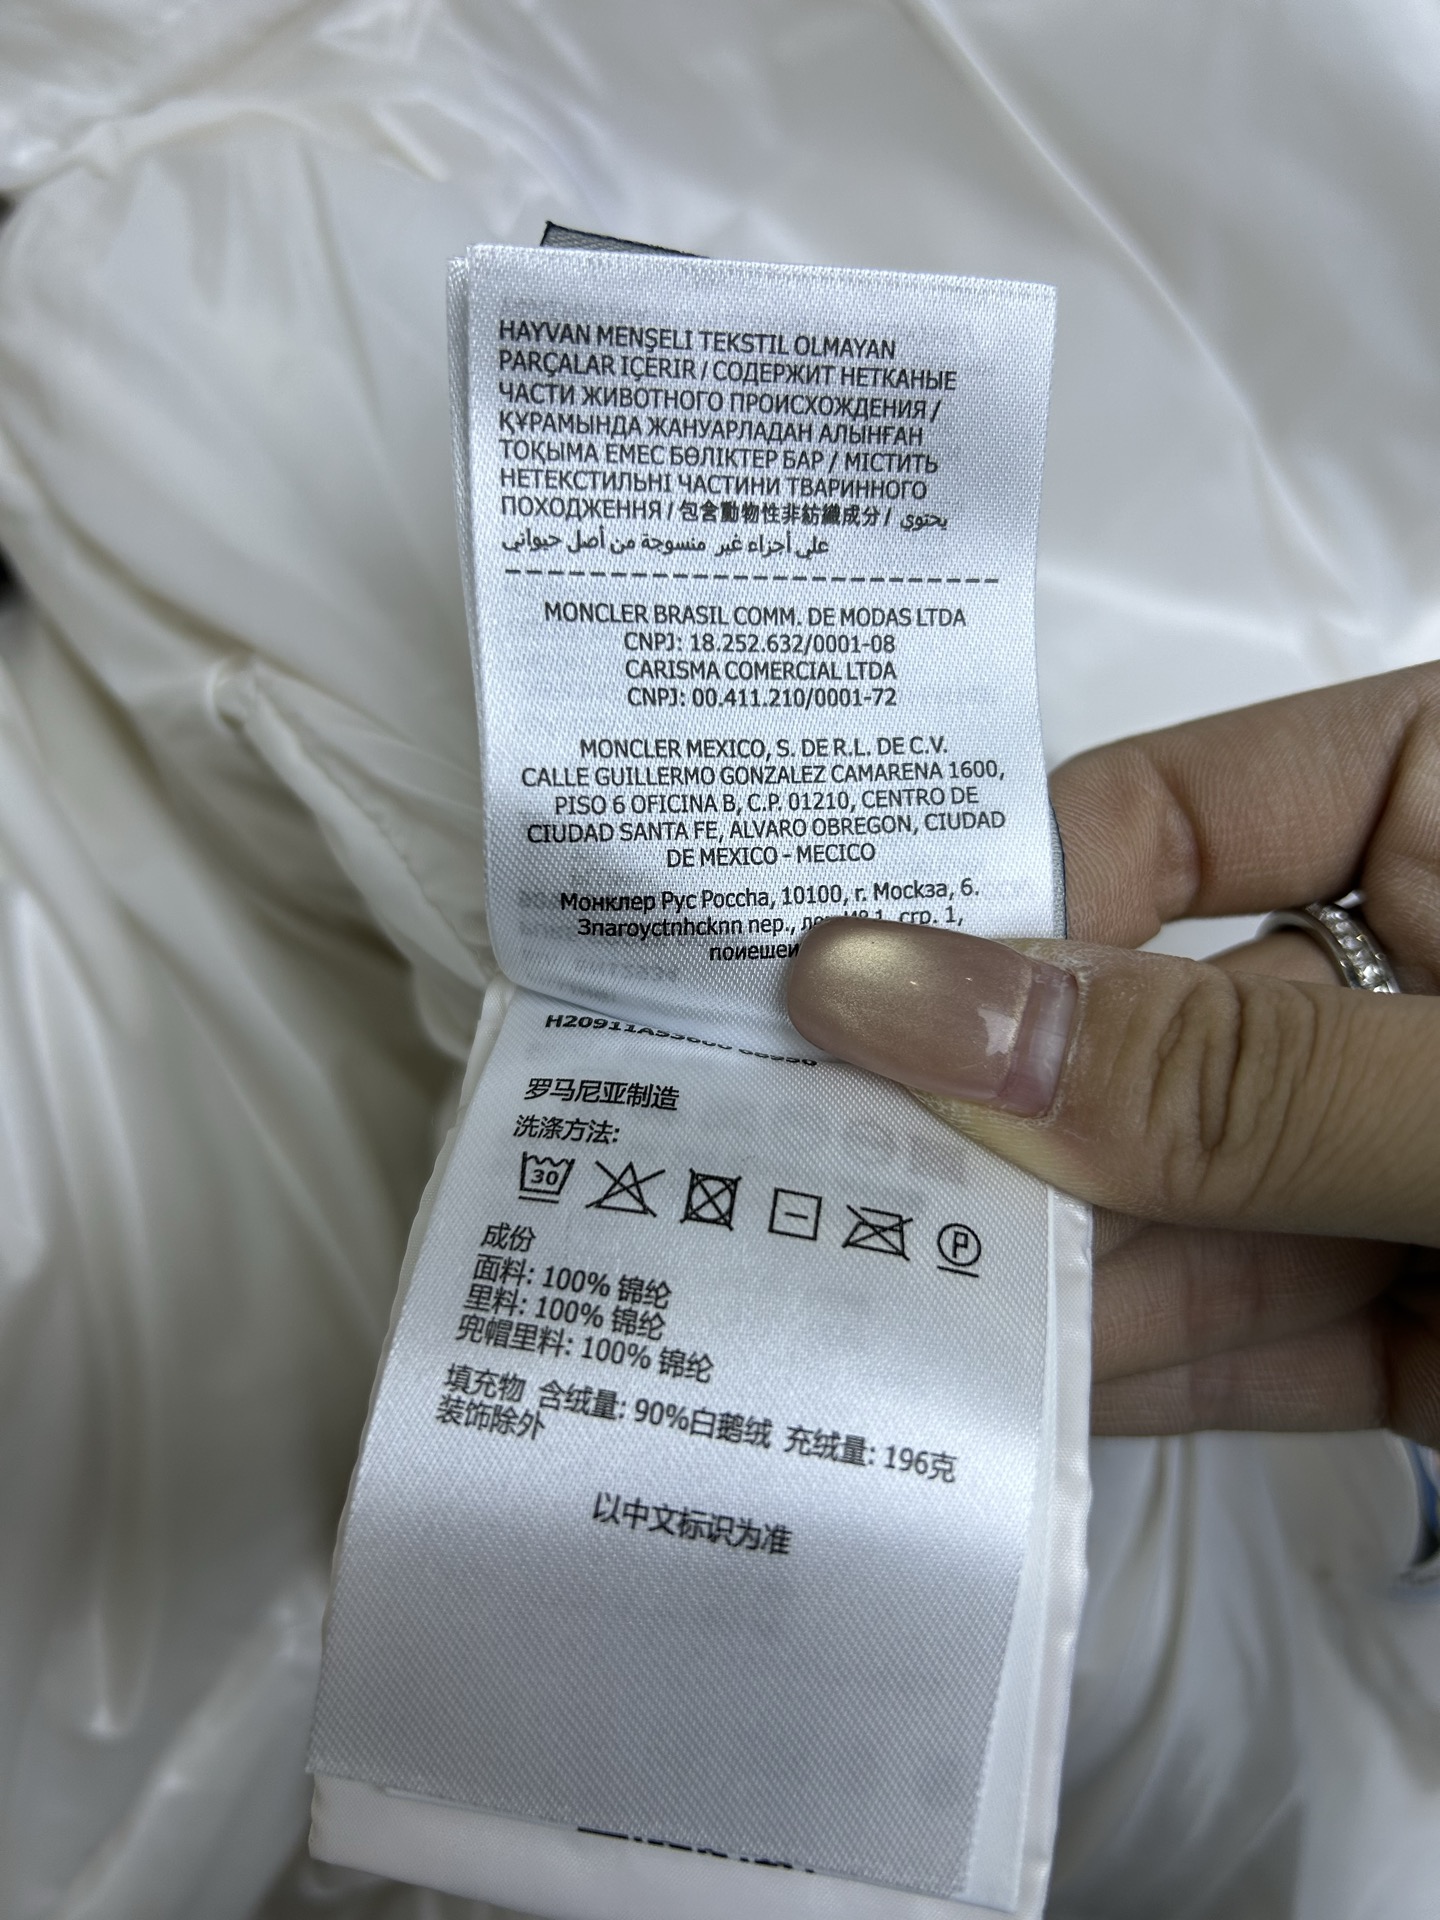 HAYVAN MENŞELİ TEKSTİL OLMAYAN
PARÇALAR IÇERIR / СОДЕРЖИТ НЕТКАНЫЕ
ЧАСТИ ЖИВОТНОГО ПРОИСХОЖДЕНИЯ /
ҚҰРАМЫНДА ЖАНУАРЛАДАН АЛЫНҒАН
ТОҚЫМА ЕМЕС БӨЛІКТЕР БАР / МІСТИТЬ
НЕТЕКСТИЛЬНІ ЧАСТИНИ ТВАРИННОГО
ПОХОДЖЕННЯ / 包含動物性非紡織成分 / يحتوي
على أجزاء غير منسوجة من أصل حيواني
MONCLER BRASIL COMM. DE MODAS LTDA
CNPJ: 18.252.632/0001-08
CARISMA COMERCIAL LTDA
CNPJ: 00.411.210/0001-72
MONCLER MEXICO, S. DE R.L. DE C.V.
CALLE GUILLERMO GONZALEZ CAMARENA 1600,
PISO 6 OFICINA B, C.P. 01210, CENTRO DE
CIUDAD SANTA FE, ALVARO OBREGON, CIUDAD
DE MEXICO - MECICO
Монклер Рус Россha, 10100, г. Москзa, 6.
Знагоустnhcknn пер., стр. 1,
H20911A53600 68950
罗马尼亚制造
洗涤方法:
30
P
成份
面料: 100% 锦纶
里料: 100% 锦纶
兜帽里料: 100% 锦纶
填充物 含绒量: 90%白鹅绒 充绒量: 196克
装饰除外
以中文标识为准